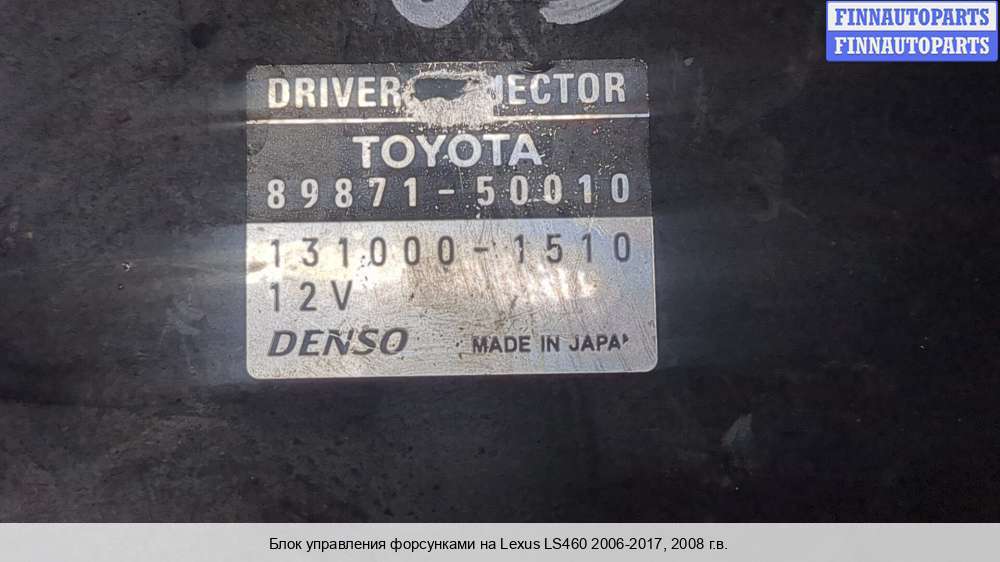 FINNAUTOPARTS
FINNAUTOPARTS
DRIVER
TOYOTA
89871-50010
131000-1510
12V
DENSO
MADE IN JAPAN
Блок управления форсунками на Lexus LS460 2006-2017, 2008 г.в.